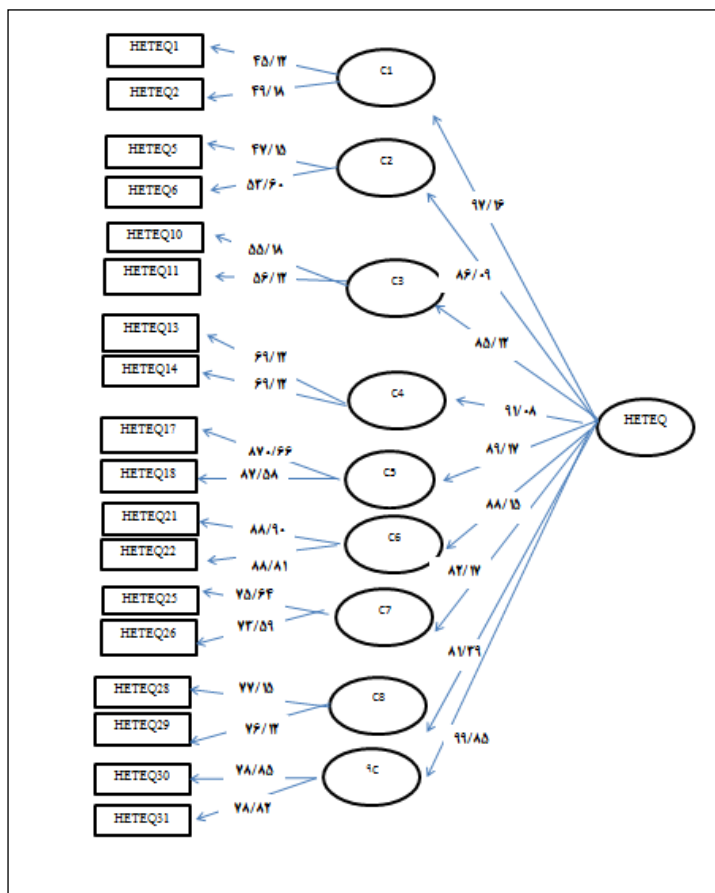 HETEQ1
۴۵/۱۲
C1
HETEQ2
۴۹/۱۸
HETEQ5
۴۷/۱۵
C2
HETEQ6
۵۳/۶۰
۹۷/۱۶
HETEQ10
۵۵/۱۸
HETEQ11
۵۶/۱۲
C3
۸۶/۰۹
۸۵/۱۲
HETEQ13
۶۹/۱۲
HETEQ14
۶۹/۱۲
C4
۹۱/۰۸
HETEQ
HETEQ17
۸۷۰/۶۶
HETEQ18
۸۷/۵۸
C5
۸۹/۱۷
HETEQ21
۸۸/۹۰
C6
۸۸/۱۵
HETEQ22
۸۸/۸۱
۸۲/۱۷
HETEQ25
۷۵/۶۴
C7
HETEQ26
۷۳/۵۹
۸۱/۳۹
HETEQ28
۷۷/۱۵
C8
HETEQ29
۷۶/۱۲
۹۹/۸۵
HETEQ30
۷۸/۸۵
۹C
HETEQ31
۷۸/۸۲